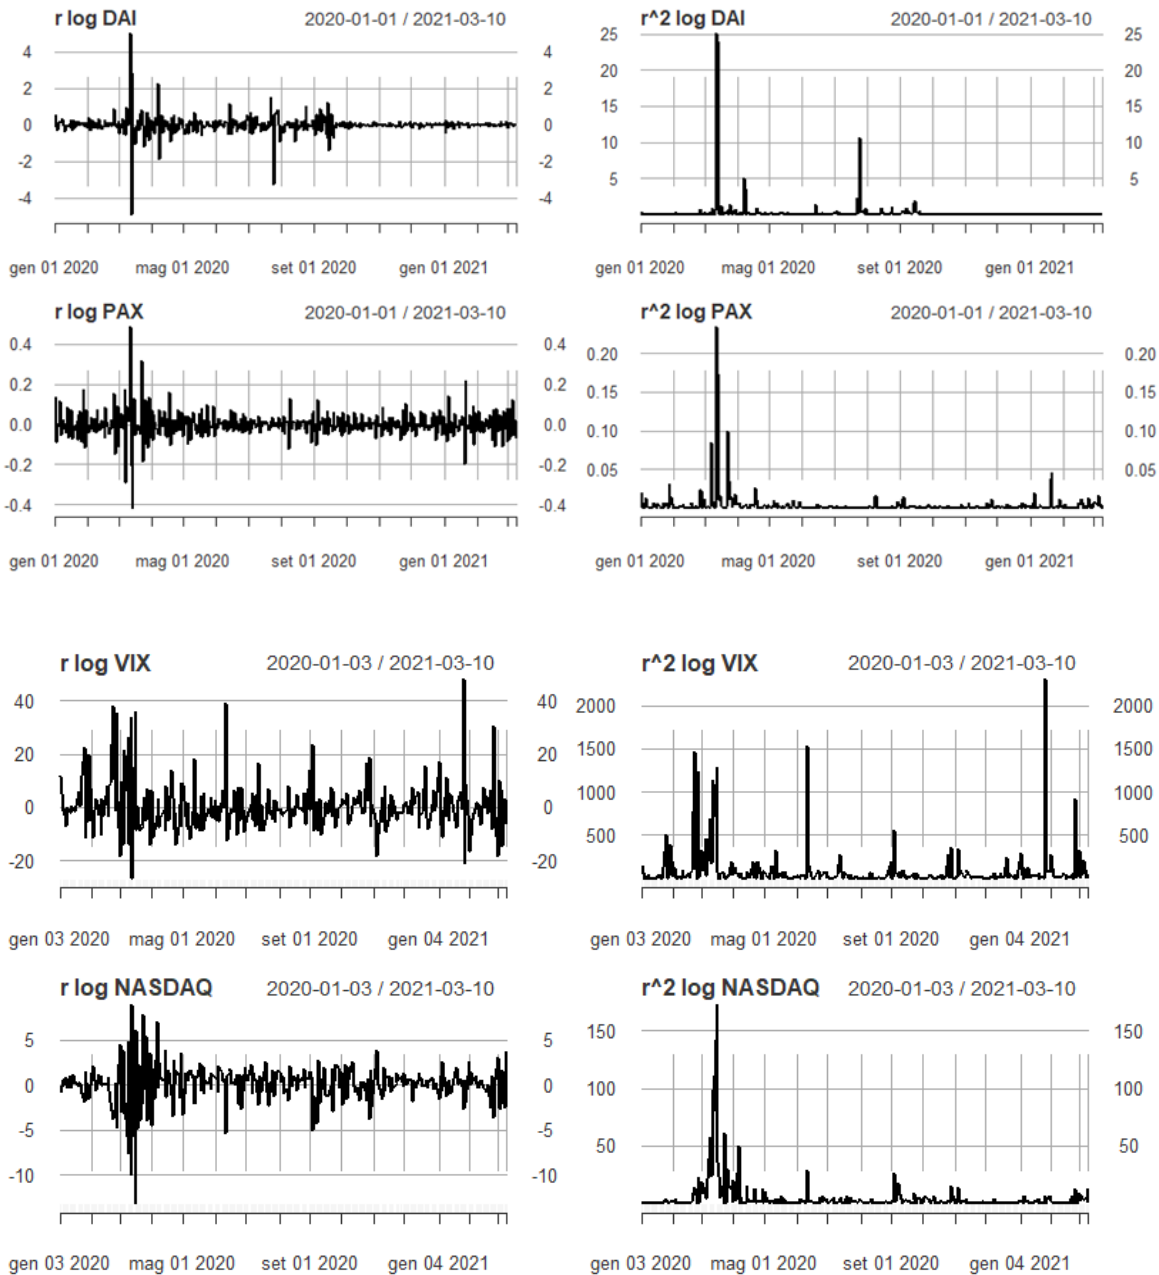 r log DAI 2020-01-01 / 2021-03-10
4 4
2 2
0 0
-2 -2
-4 -4
gen 01 2020 mag 01 2020 set 01 2020 gen 01 2021
r^2 log DAI 2020-01-01 / 2021-03-10
25 25
20 20
15 15
10 10
5 5
gen 01 2020 mag 01 2020 set 01 2020 gen 01 2021
r log PAX 2020-01-01 / 2021-03-10
0.4 0.4
0.2 0.2
0.0 0.0
-0.2 -0.2
-0.4 -0.4
gen 01 2020 mag 01 2020 set 01 2020 gen 01 2021
r^2 log PAX 2020-01-01 / 2021-03-10
0.20 0.20
0.15 0.15
0.10 0.10
0.05 0.05
gen 01 2020 mag 01 2020 set 01 2020 gen 01 2021
r log VIX 2020-01-03 / 2021-03-10
40 40
20 20
0 0
-20 -20
gen 03 2020 mag 01 2020 set 01 2020 gen 04 2021
r^2 log VIX 2020-01-03 / 2021-03-10
2000 2000
1500 1500
1000 1000
500 500
gen 03 2020 mag 01 2020 set 01 2020 gen 04 2021
r log NASDAQ 2020-01-03 / 2021-03-10
5 5
0 0
-5 -5
-10 -10
gen 03 2020 mag 01 2020 set 01 2020 gen 04 2021
r^2 log NASDAQ 2020-01-03 / 2021-03-10
150 150
100 100
50 50
gen 03 2020 mag 01 2020 set 01 2020 gen 04 2021